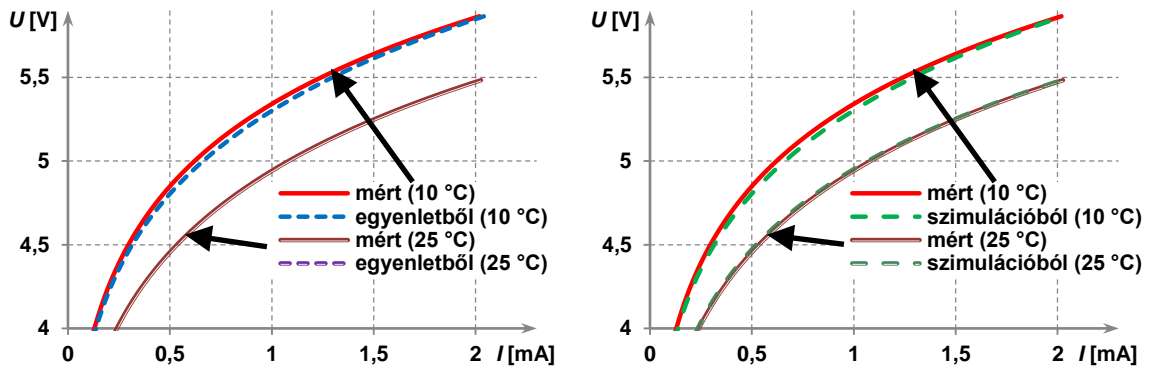 U [V]
5,5
5
4,5
4
0
0,5
1
1,5
2
I [mA]
mért (10 °C)
egyenletből (10 °C)
mért (25 °C)
egyenletből (25 °C)
U [V]
5,5
5
4,5
4
0
0,5
1
1,5
2
I [mA]
mért (10 °C)
szimulációból (10 °C)
mért (25 °C)
szimulációból (25 °C)